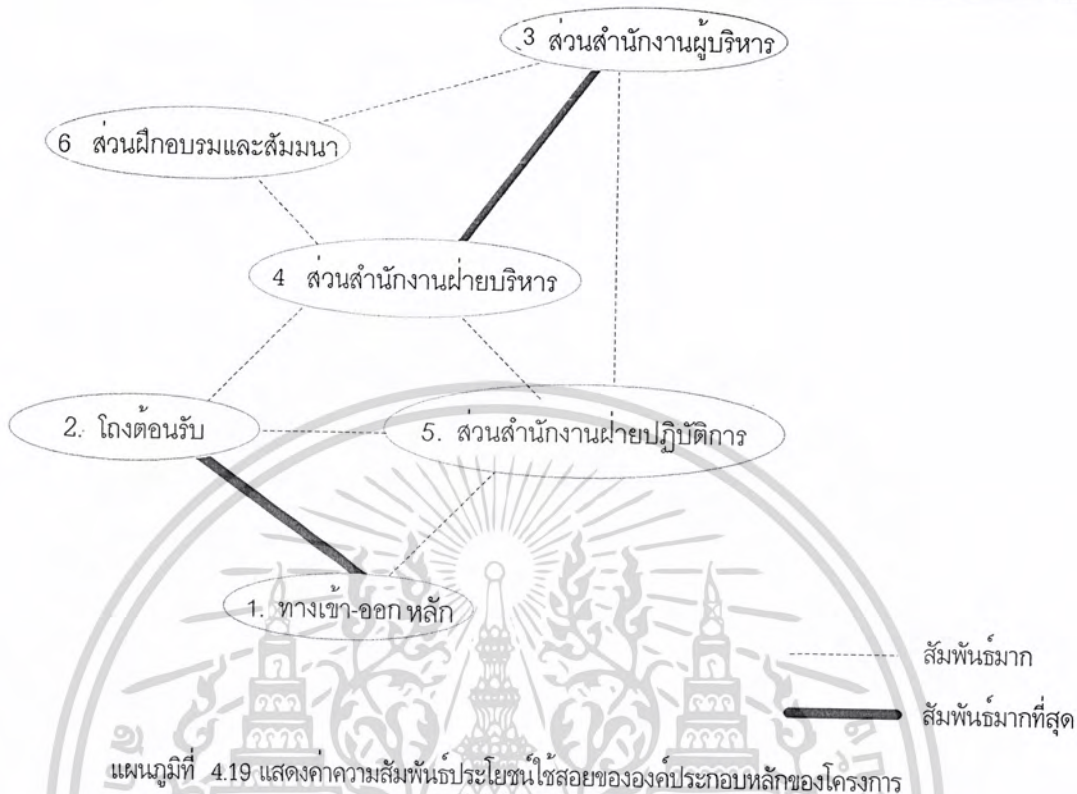 3 ส่วนสำนักงานผู้บริหาร
6 ส่วนฝึกอบรมและสัมมนา
4 ส่วนสำนักงานฝ่ายบริหาร
2. โถงต้อนรับ
5. ส่วนสำนักงานฝ่ายปฏิบัติการ
1. ทางเข้า-ออก หลัก
สัมพันธ์มาก
สัมพันธ์มากที่สุด
แผนภูมิที่ 4.19 แสดงค่าความสัมพันธ์ประโยชน์ใช้สอยขององค์ประกอบหลักของโครงการ